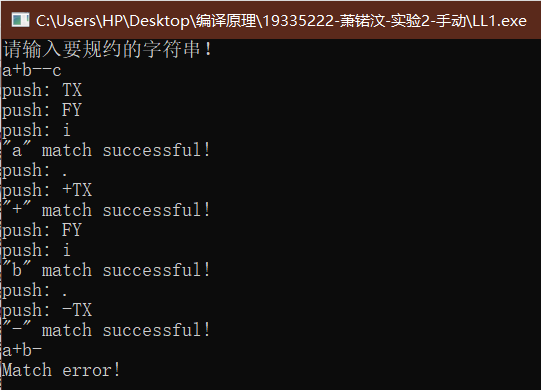 C:\Users\HP\Desktop\编译原理\19335222-萧锘汶-实验2-手动\LL1.exe
请输入要规约的字符串!
a+b--c
push: TX
push: FY
push: i
"a" match successful!
push: .
push: +TX
"+" match successful!
push: FY
push: i
"b" match successful!
push: .
push: -TX
"-" match successful!
a+b-
Match error!